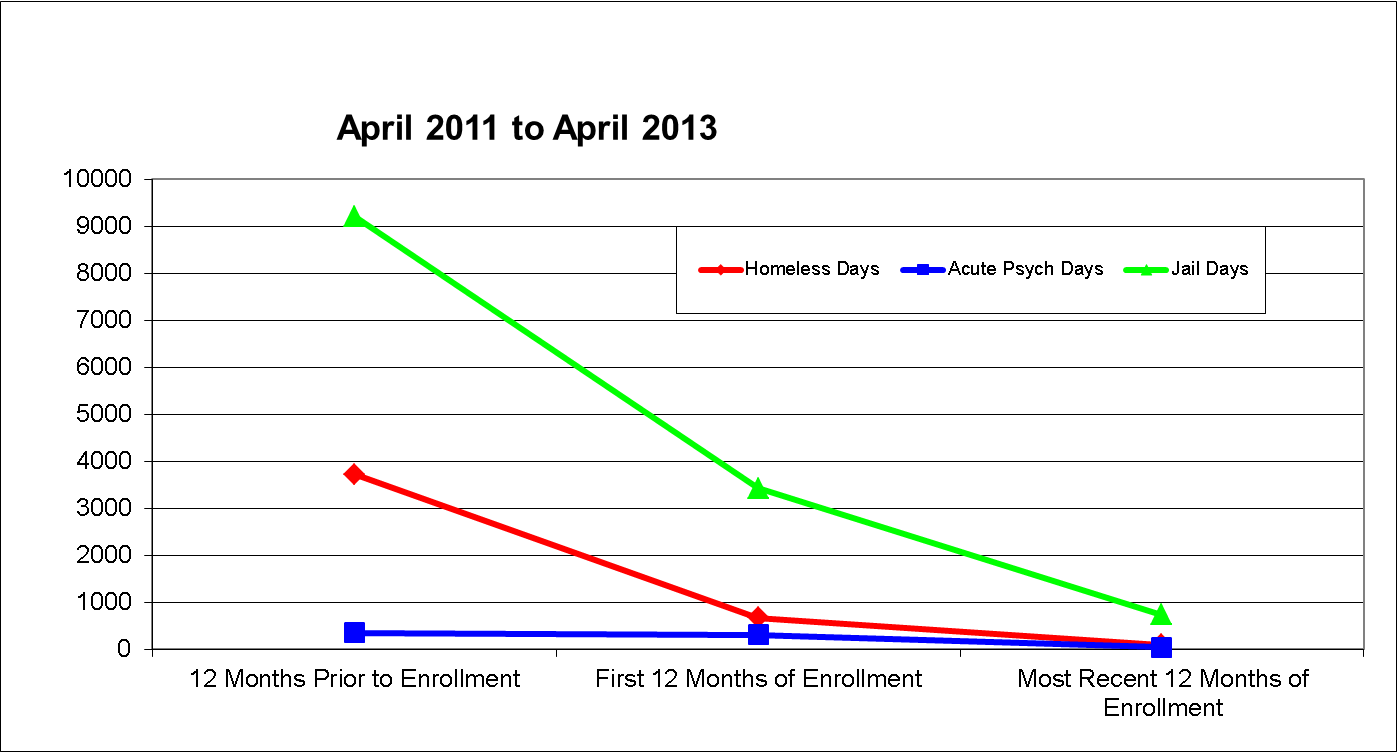 April 2011 to April 2013
10000
9000
8000
7000
6000
5000
4000
3000
2000
1000
0
Homeless Days
Acute Psych Days
Jail Days
12 Months Prior to Enrollment
First 12 Months of Enrollment
Most Recent 12 Months of
Enrollment